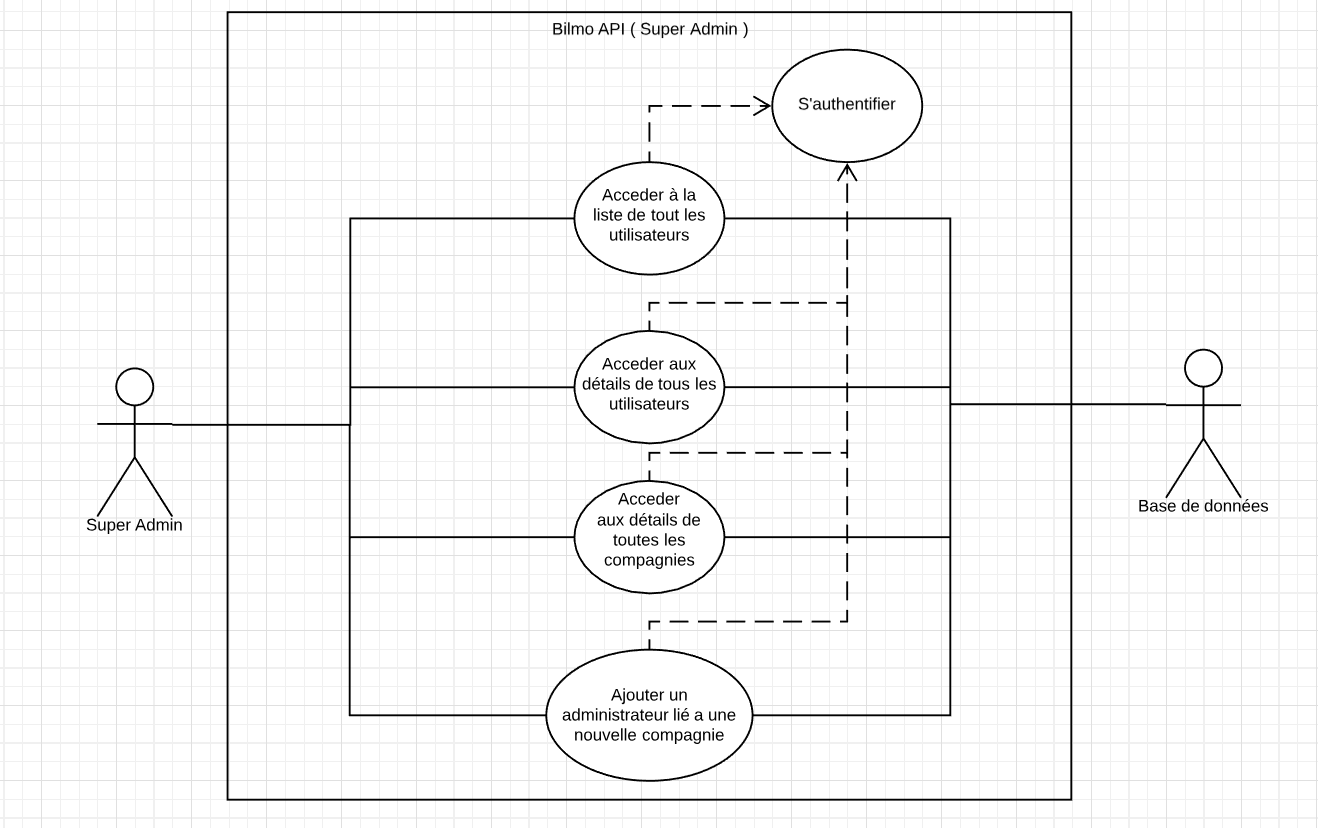 Bilmo API ( Super Admin )
S'authentifier
Acceder à la
liste de tout les
utilisateurs
Acceder aux
détails de tous les
utilisateurs
Acceder
aux détails de
toutes les
compagnies
Ajouter un
administrateur lié a une
nouvelle compagnie
Super Admin
Base de données